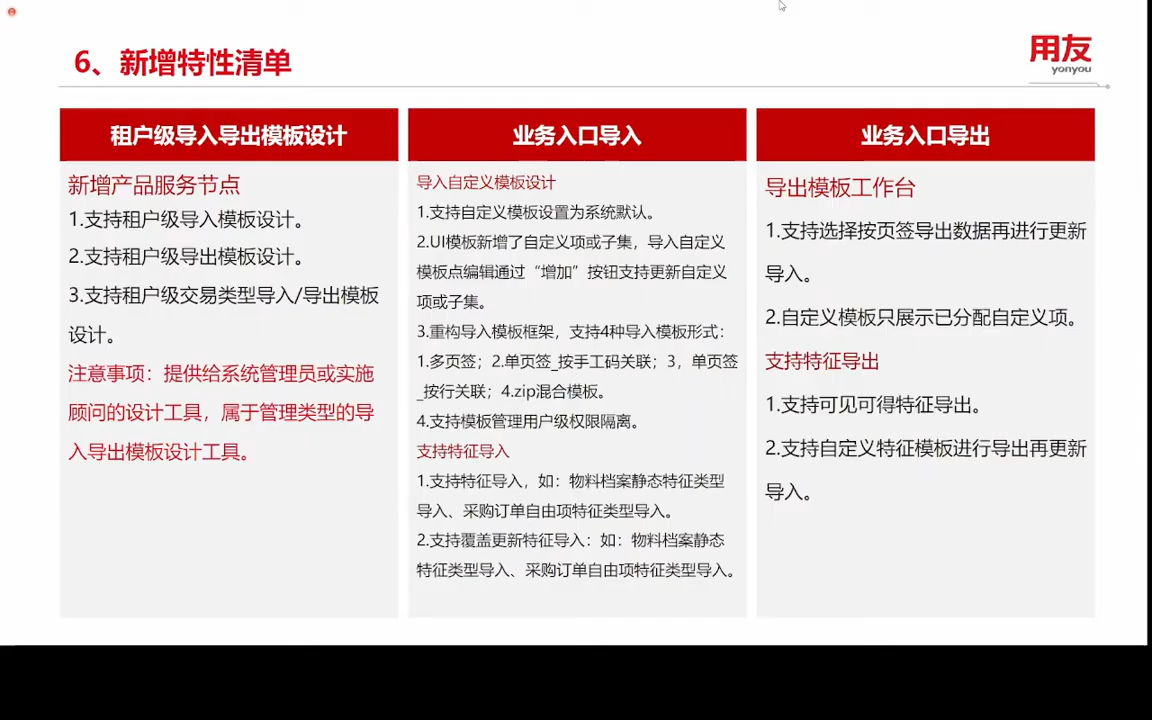 6、新增特性清单
用友
yonyou
租户级导入导出模板设计
新增产品服务节点
1.支持租户级导入模板设计。
2.支持租户级导出模板设计。
3.支持租户级交易类型导入/导出模板
设计。
注意事项：提供给系统管理员或实施
顾问的设计工具，属于管理类型的导
入导出模板设计工具。
业务入口导入
导入自定义模板设计
1.支持自定义模板设置为系统默认。
2.UI模板新增了自定义项或子集，导入自定义
模板点编辑通过“增加”按钮支持更新自定义
项或子集。
3.重构导入模板框架，支持4种导入模板形式：
1.多页签；2.单页签_按手工码关联；3，单页签
_按行关联；4.zip混合模板。
4.支持模板管理用户级权限隔离。
支持特征导入
1.支持特征导入，如：物料档案静态特征类型
导入、采购订单自由项特征类型导入。
2.支持覆盖更新特征导入：如：物料档案静态
特征类型导入、采购订单自由项特征类型导入。
业务入口导出
导出模板工作台
1.支持选择按页签导出数据再进行更新
导入。
2.自定义模板只展示已分配自定义项。
支持特征导出
1.支持可见可得特征导出。
2.支持自定义特征模板进行导出再更新
导入。